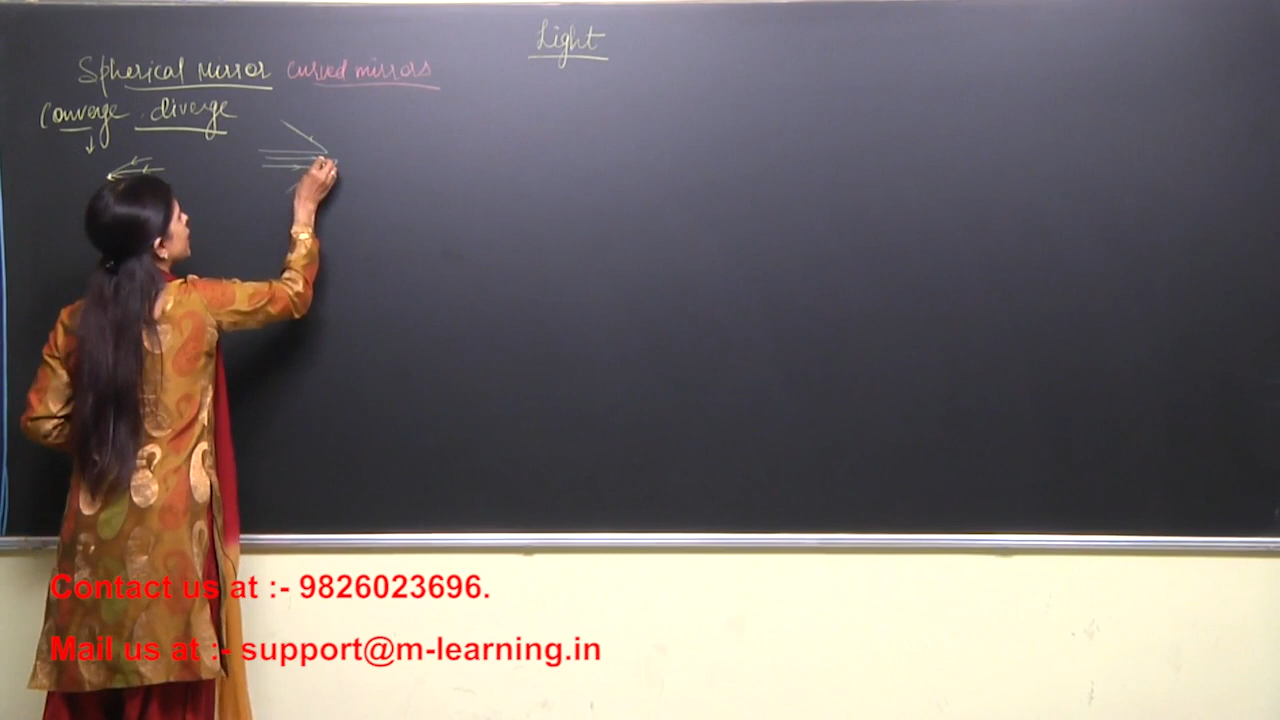 Light
Spherical Mirror curved mirrors
Converge . diverge
Contact us at :- 9826023696.
Mail us at :- support@m-learning.in